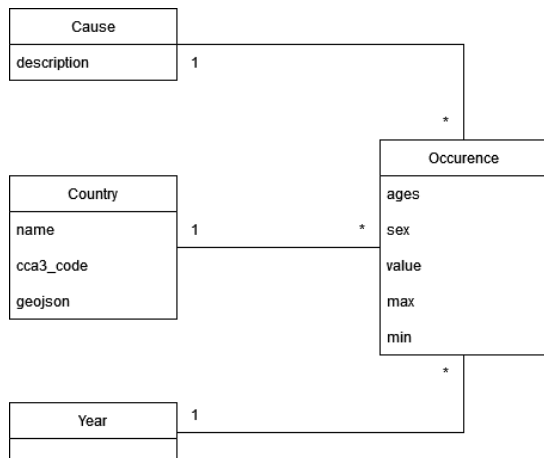 Cause
description
1
*
Occurence
ages
sex
value
max
min
Country
name
cca3_code
geojson
1
*
*
Year
1